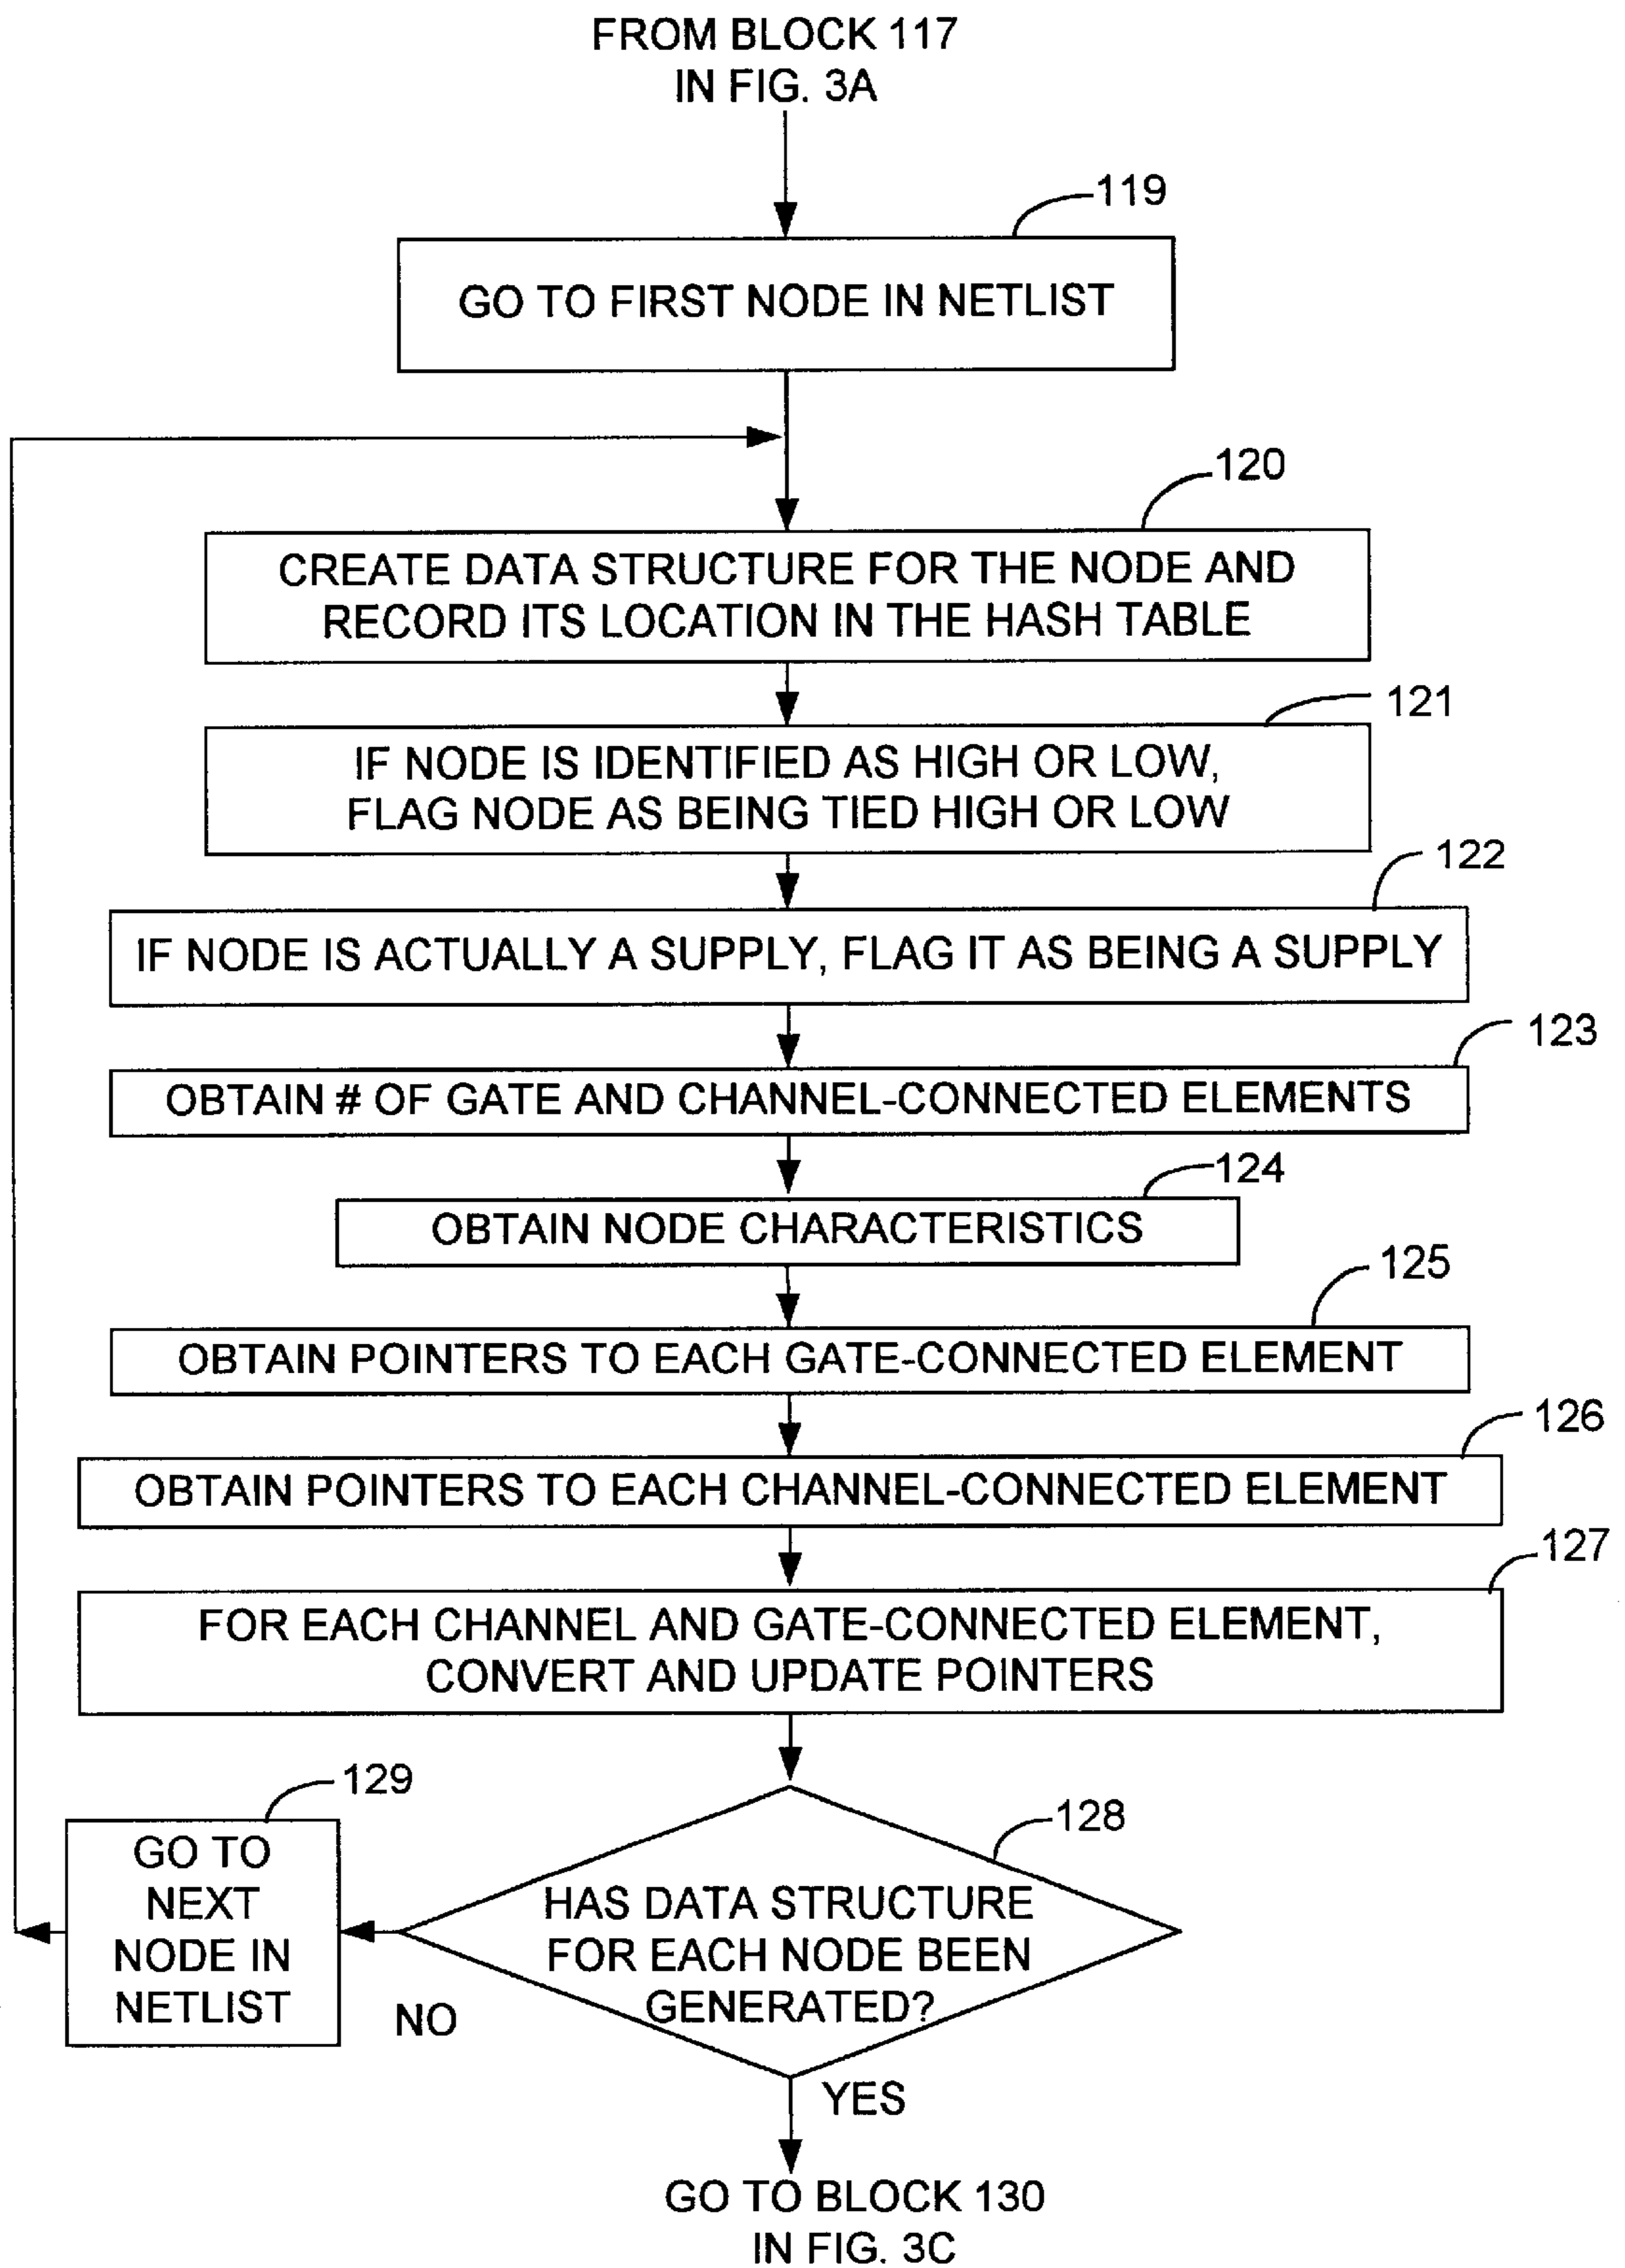 FROM BLOCK 117
IN FIG. 3A
119
GO TO FIRST NODE IN NETLIST
120
CREATE DATA STRUCTURE FOR THE NODE AND
RECORD ITS LOCATION IN THE HASH TABLE
121
IF NODE IS IDENTIFIED AS HIGH OR LOW,
FLAG NODE AS BEING TIED HIGH OR LOW
122
IF NODE IS ACTUALLY A SUPPLY, FLAG IT AS BEING A SUPPLY
123
OBTAIN # OF GATE AND CHANNEL-CONNECTED ELEMENTS
124
OBTAIN NODE CHARACTERISTICS
125
OBTAIN POINTERS TO EACH GATE-CONNECTED ELEMENT
126
OBTAIN POINTERS TO EACH CHANNEL-CONNECTED ELEMENT
127
FOR EACH CHANNEL AND GATE-CONNECTED ELEMENT,
CONVERT AND UPDATE POINTERS
128
HAS DATA STRUCTURE
FOR EACH NODE BEEN
GENERATED?
129
GO TO
NEXT
NODE IN
NETLIST
NO
YES
GO TO BLOCK 130
IN FIG. 3C